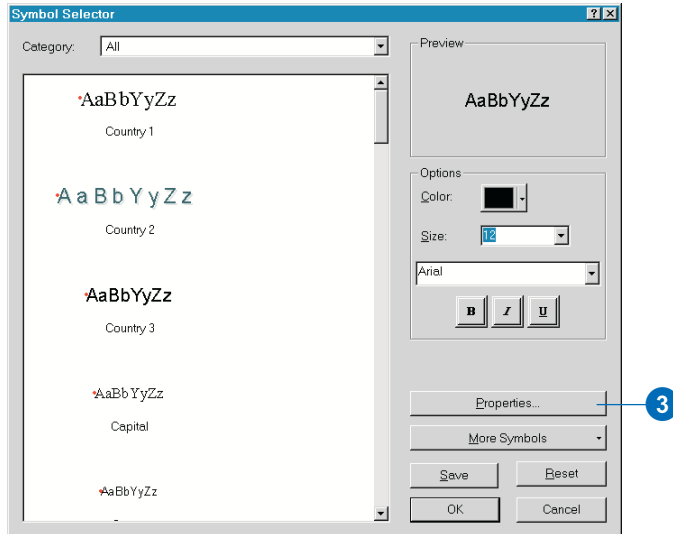 Symbol Selector
Category: All
AaBbYyZz
Country 1
AaBbYyZz
Country 2
AaBbYyZz
Country 3
AaBbYyZz
Capital
AaBbYyZz
Preview
AaBbYyZz
Options
Color:
Size: 12
Arial
B I U
Properties... 3
More Symbols
Save Reset
OK Cancel